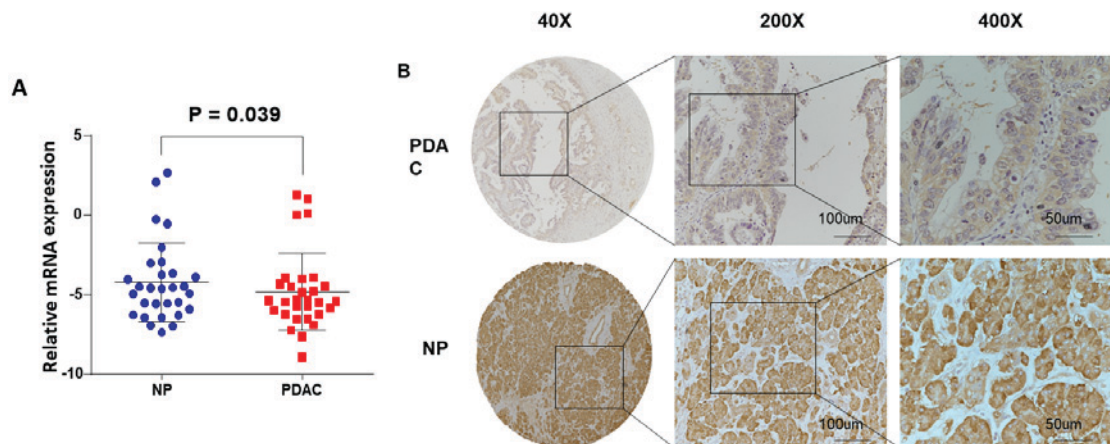 A
P = 0.039
Relative mRNA expression
5
0
-5
-10
NP
PDAC
B
40X
200X
400X
PDA
C
100um
50um
NP
100um
50um